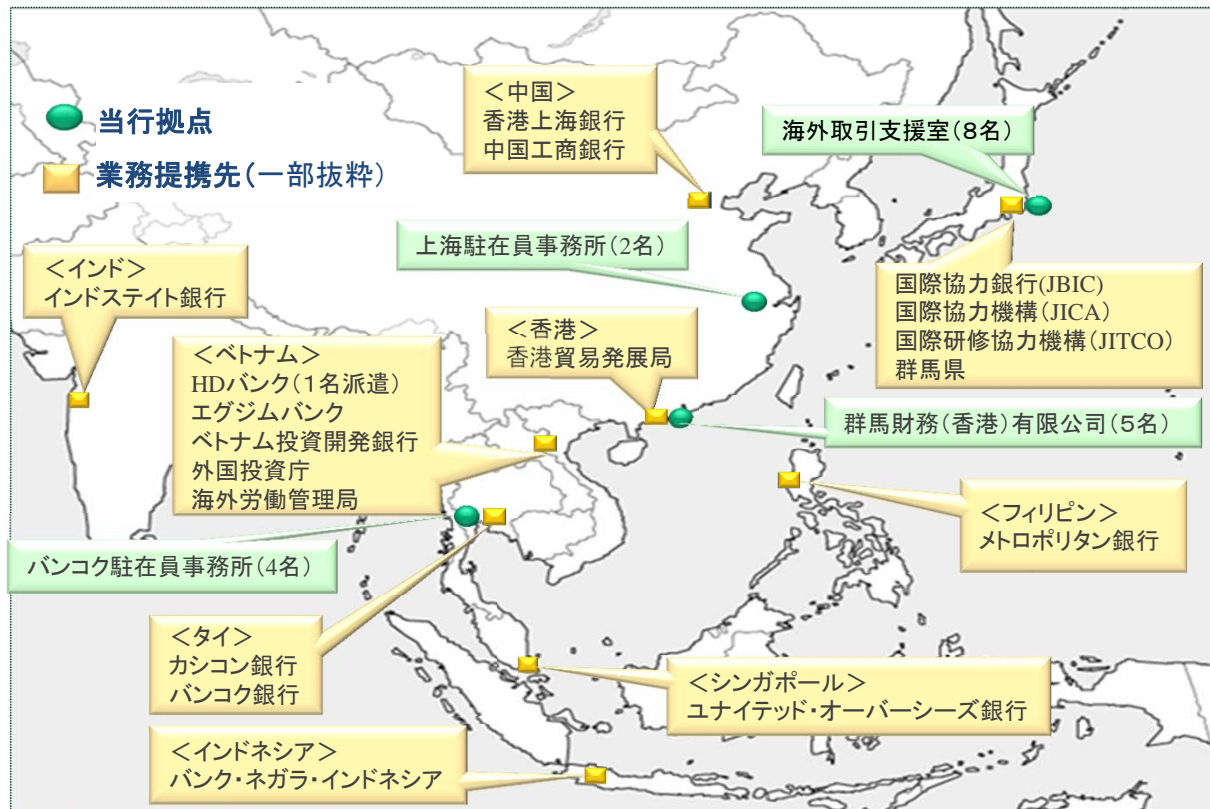 当行拠点
業務提携先(一部抜粋)
<中国>
香港上海銀行
中国工商銀行
海外取引支援室(8名)
上海駐在員事務所(2名)
<インド>
インドステイト銀行
国際協力銀行(JBIC)
国際協力機構(JICA)
国際研修協力機構(JITCO)
群馬県
<香港>
香港貿易発展局
<ベトナム>
HDバンク(1名派遣)
エグジムバンク
ベトナム投資開発銀行
外国投資庁
海外労働管理局
群馬財務(香港)有限公司(5名)
<フィリピン>
メトロポリタン銀行
バンコク駐在員事務所(4名)
<タイ>
カシコン銀行
バンコク銀行
<シンガポール>
ユナイテッド・オーバーシーズ銀行
<インドネシア>
バンク・ネガラ・インドネシア